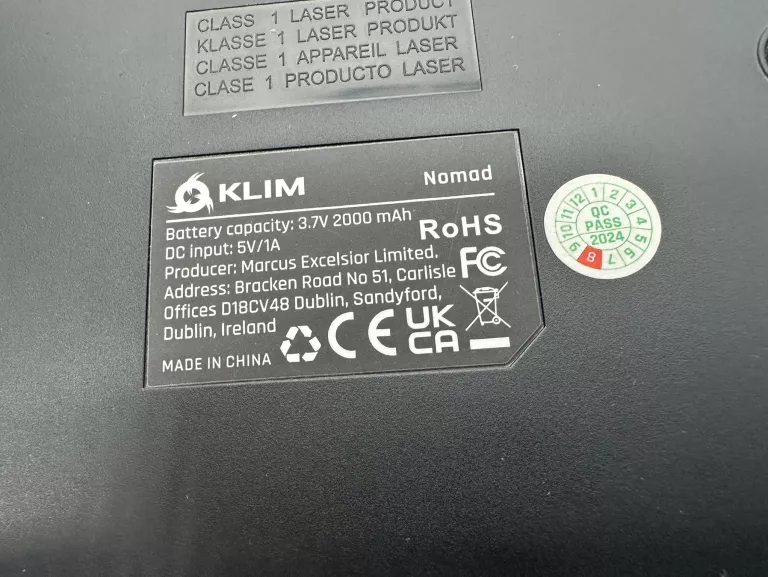 CLASS 1 LASER PRODUCT
KLASSE 1 LASER PRODUKT
CLASSE 1 APPAREIL LASER
CLASE 1 PRODUCTO LASER
KLIM
Nomad
Battery capacity: 3.7V 2000 mAh
DC input: 5V/1A
Producer: Marcus Excelsior Limited.
Address: Bracken Road No 51, Carlisle
Offices D18CV48 Dublin, Sandyford,
Dublin, Ireland
MADE IN CHINA
RoHS
FC
CE
UK
CA
QC
PASS
2024
1 2 3 4 5 6 7 8 9 10 11 12